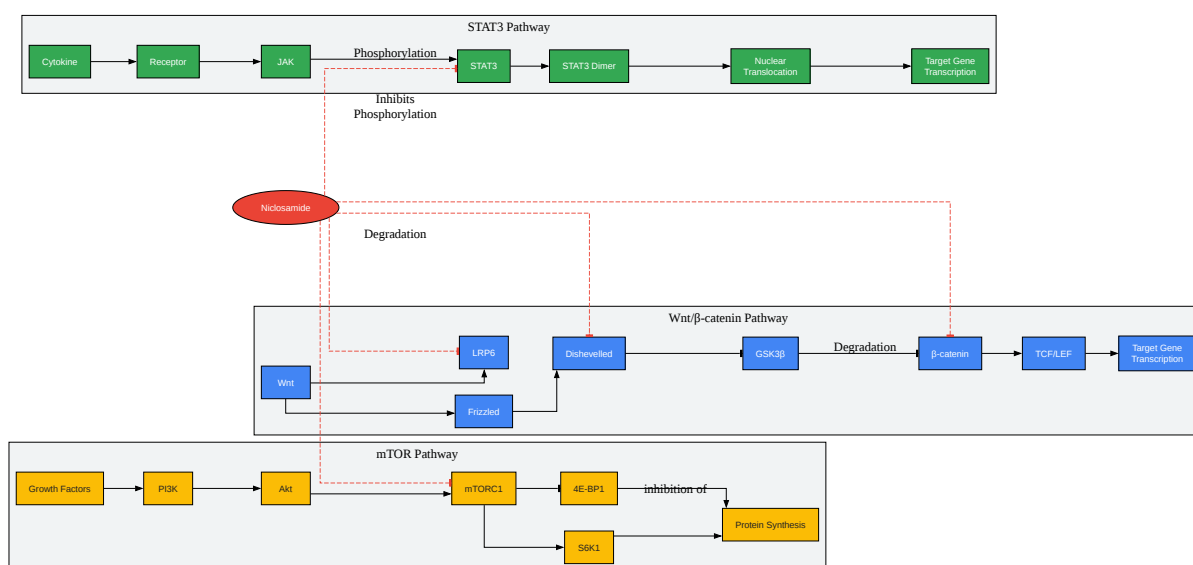 STAT3 Pathway
Cytokine
Receptor
JAK
Phosphorylation
STAT3
STAT3 Dimer
Nuclear
Translocation
Target Gene
Transcription
Inhibits
Phosphorylation
Niclosamide
Degradation
Wnt/β-catenin Pathway
Wnt
LRP6
Frizzled
Dishevelled
GSK3β
Degradation
β-catenin
TCF/LEF
Target Gene
Transcription
mTOR Pathway
Growth Factors
PI3K
Akt
mTORC1
4E-BP1
inhibition of
S6K1
Protein Synthesis